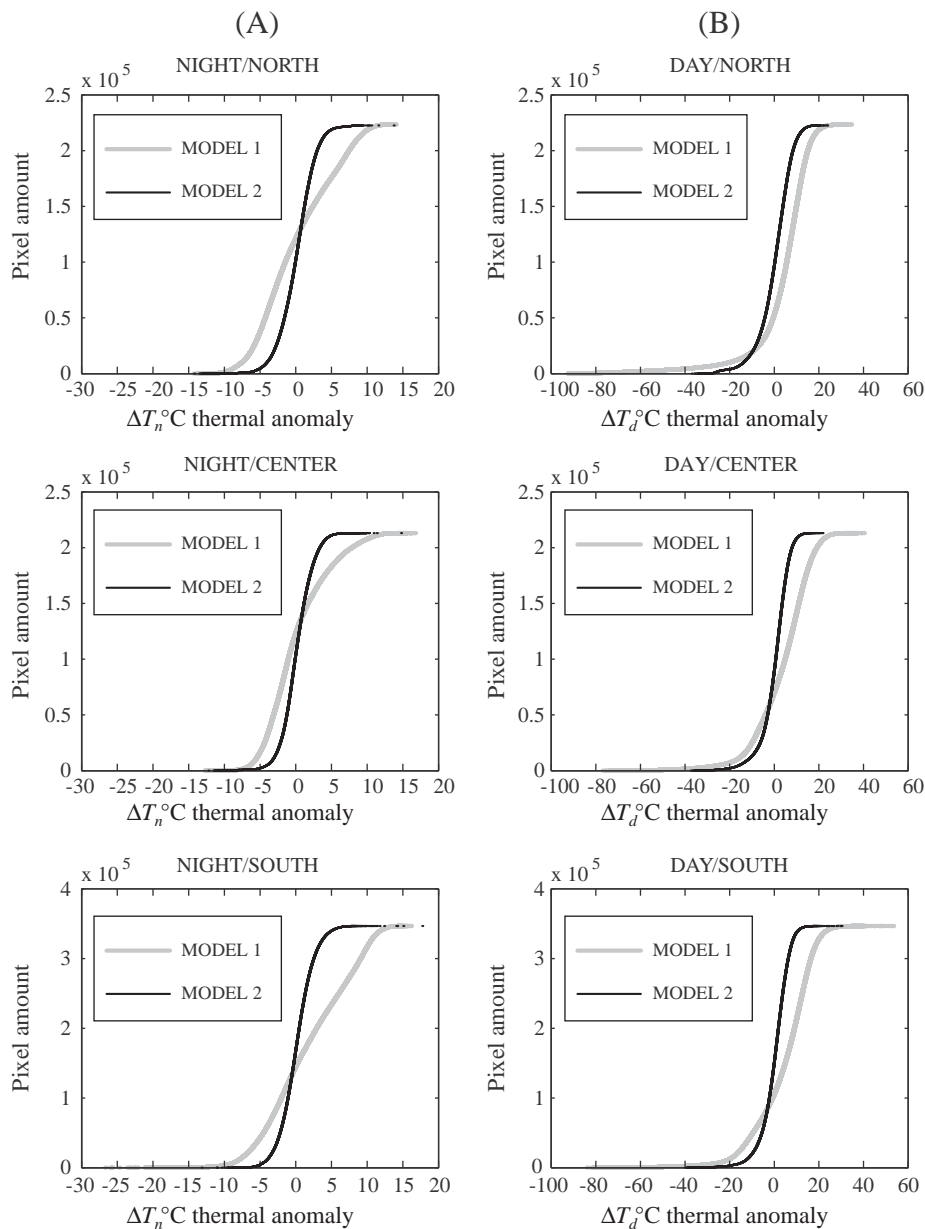 (A)
(B)
NIGHT/NORTH
x 10 5
2.5
2
1.5
1
0.5
0
Pixel amount
MODEL 1
MODEL 2
-30 -25 -20 -15 -10 -5 0 5 10 15 20
ΔTn°C thermal anomaly
DAY/NORTH
x 10 5
2.5
2
1.5
1
0.5
0
Pixel amount
MODEL 1
MODEL 2
-100 -80 -60 -40 -20 0 20 40 60
ΔTd°C thermal anomaly
NIGHT/CENTER
x 10 5
2.5
2
1.5
1
0.5
0
Pixel amount
MODEL 1
MODEL 2
-30 -25 -20 -15 -10 -5 0 5 10 15 20
ΔTn°C thermal anomaly
DAY/CENTER
x 10 5
2.5
2
1.5
1
0.5
0
Pixel amount
MODEL 1
MODEL 2
-100 -80 -60 -40 -20 0 20 40 60
ΔTd°C thermal anomaly
NIGHT/SOUTH
x 10 5
4
3
2
1
0
Pixel amount
MODEL 1
MODEL 2
-30 -25 -20 -15 -10 -5 0 5 10 15 20
ΔTn°C thermal anomaly
DAY/SOUTH
x 10 5
4
3
2
1
0
Pixel amount
MODEL 1
MODEL 2
-100 -80 -60 -40 -20 0 20 40 60
ΔTd°C thermal anomaly